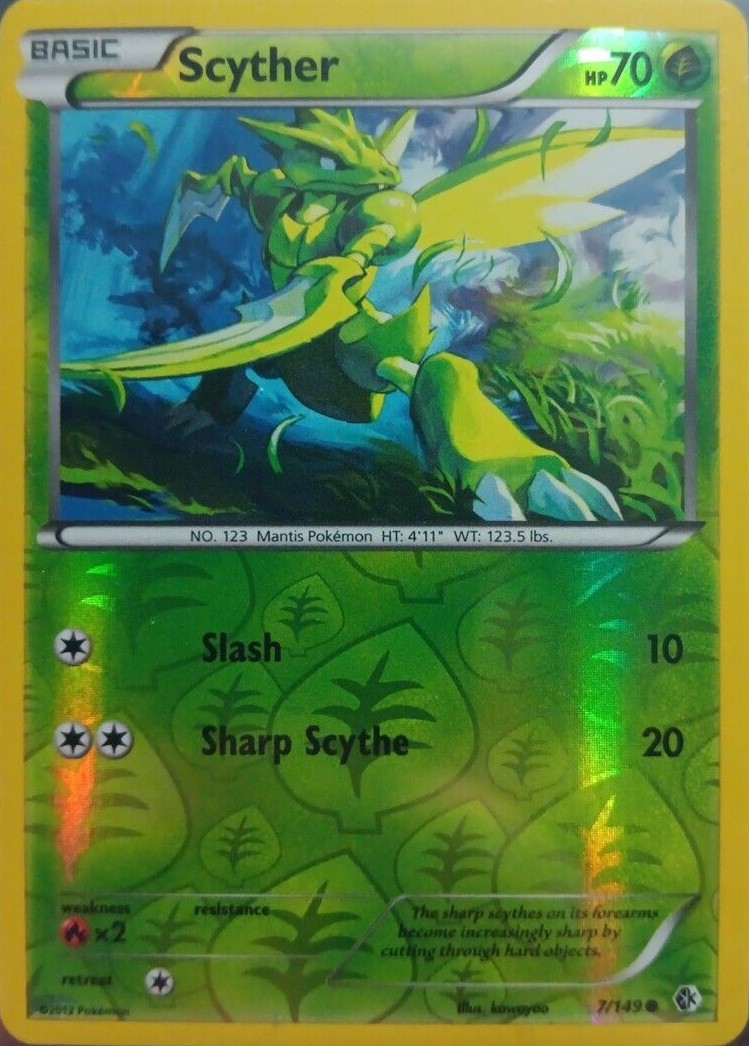 BASIC Scyther HP 70
NO. 123 Mantis Pokémon HT: 4'11" WT: 123.5 lbs.
Slash 10
Sharp Scythe 20
weakness resistance
×2
The sharp scythes on its forearms
become increasingly sharp by
cutting through hard objects.
retreat
©2012 Pokémon Illus. kawayoo 7/149